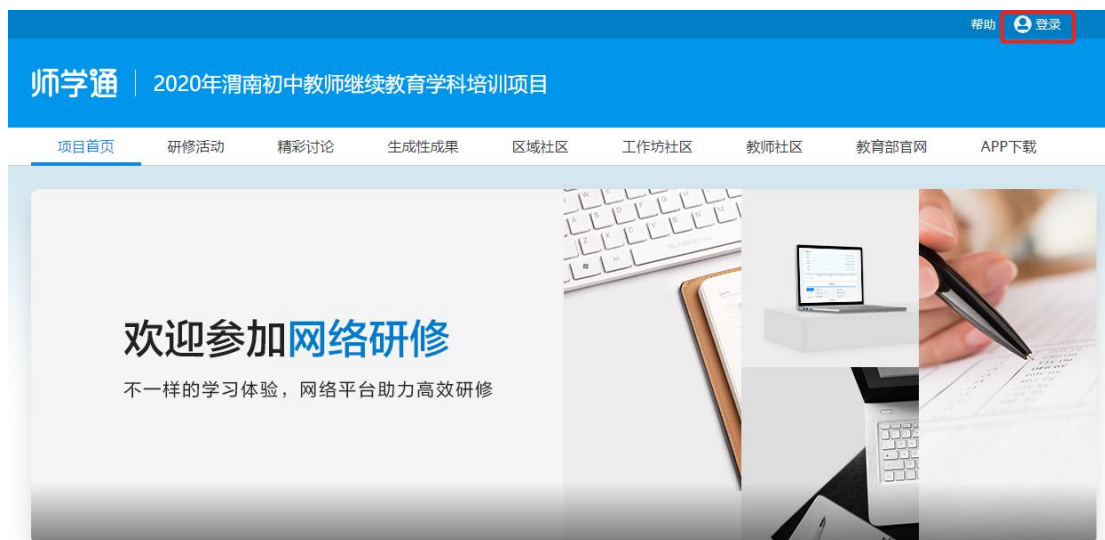 帮助 登录
师学通 2020年渭南初中教师继续教育学科培训项目
项目首页 研修活动 精彩讨论 生成性成果 区域社区 工作坊社区 教师社区 教育部官网 APP下载
欢迎参加网络研修
不一样的学习体验，网络平台助力高效研修